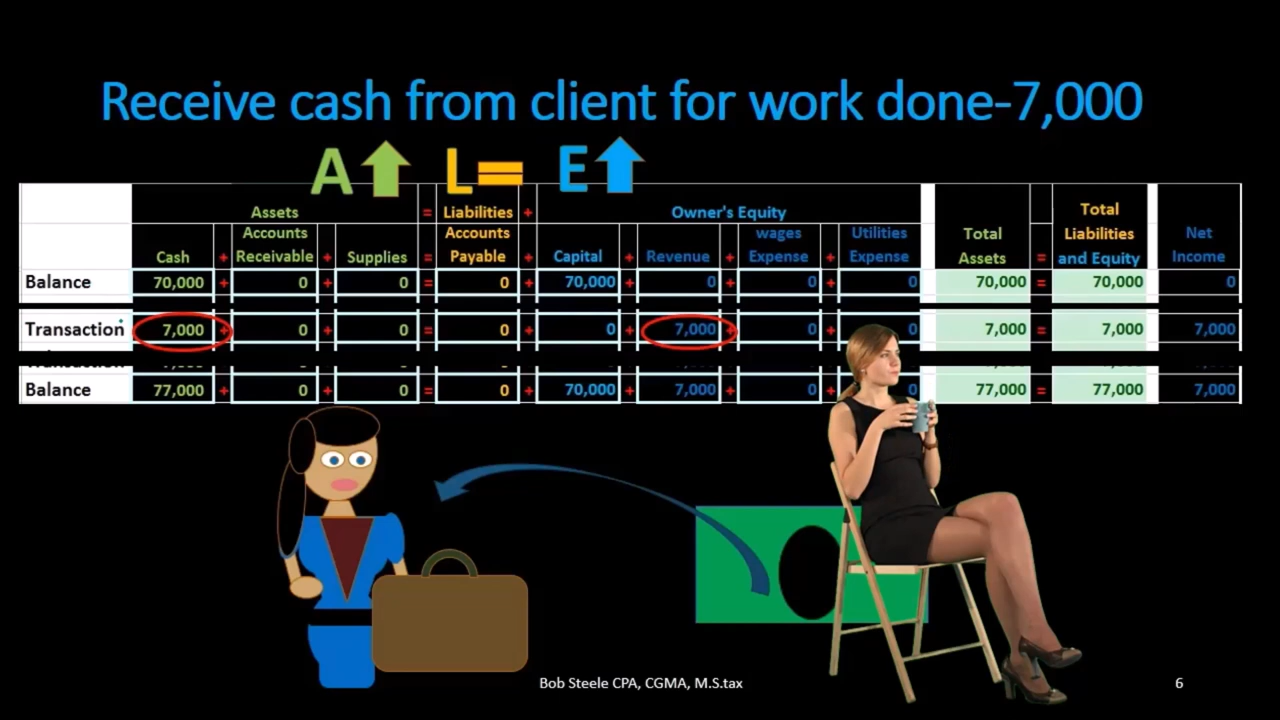 Receive cash from client for work done-7,000
A L= E
Assets = Liabilities + Owner's Equity
Cash + Accounts Receivable + Supplies = Accounts Payable + Capital + Revenue + wages Expense + Utilities Expense Total Assets = Total Liabilities and Equity Net Income
Balance 70,000 + 0 + 0 = 0 + 70,000 + 0 + 0 + 0 70,000 = 70,000 0
Transaction 7,000 + 0 + 0 = 0 + 0 + 7,000 + 0 + 0 7,000 = 7,000 7,000
Balance 77,000 + 0 + 0 = 0 + 70,000 + 7,000 + 0 + 0 77,000 = 77,000 7,000
Bob Steele CPA, CGMA, M.S.tax
6